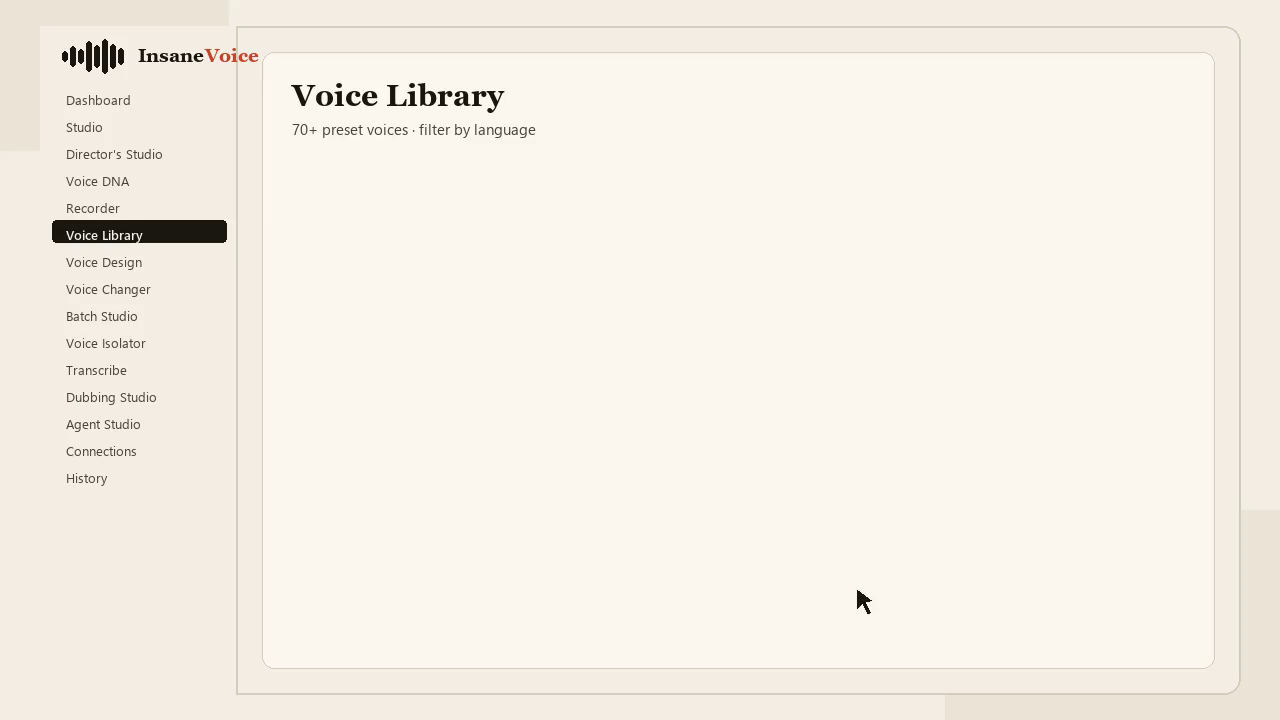 InsaneVoice
Dashboard
Studio
Director's Studio
Voice DNA
Recorder
Voice Library
Voice Design
Voice Changer
Batch Studio
Voice Isolator
Transcribe
Dubbing Studio
Agent Studio
Connections
History
Voice Library
70+ preset voices · filter by language